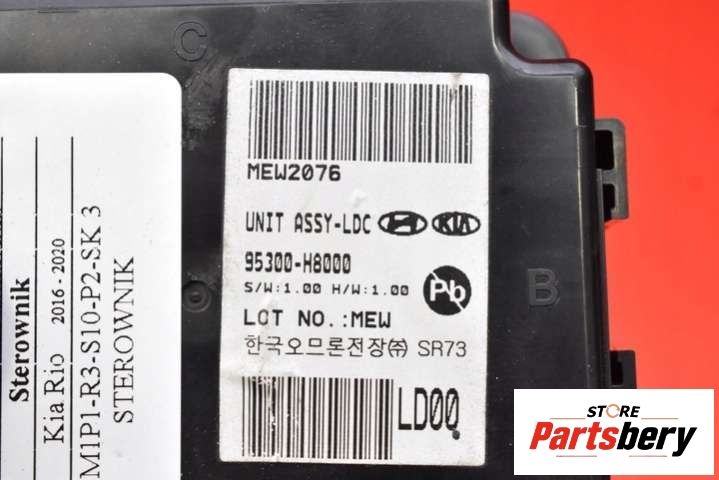 C
MEW2076
UNIT ASSY-LDC KIA
95300-H8000
S/W:1.00 H/W:1.00 Pb
LOT NO.:MEW
한국오므론전장㈜ SR73
LD00
B
Sterownik
Kia Rio 2016 - 2020
M1P1-R3-S10-P2-SK 3
STEROWNIK
STORE
Partsbery